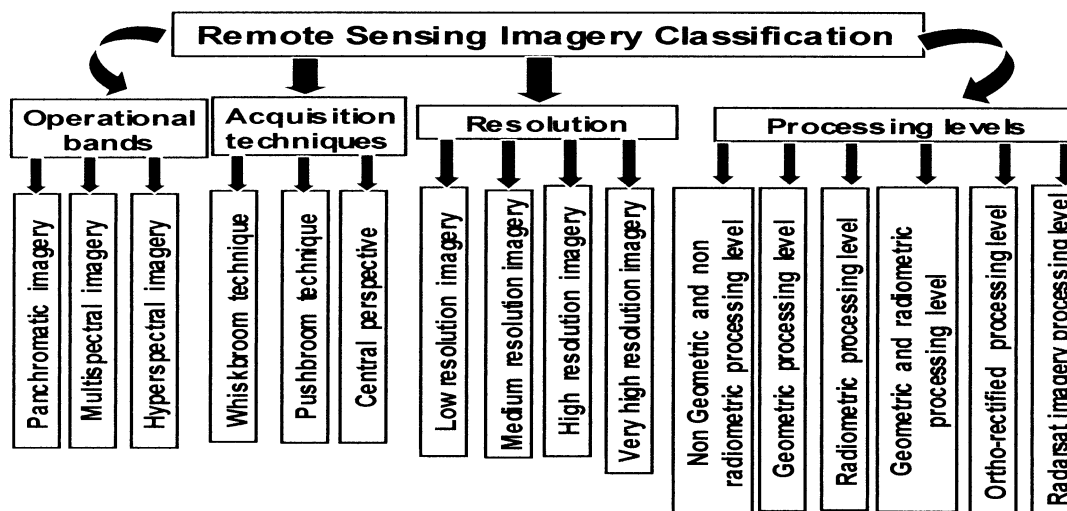 Remote Sensing Imagery Classification
Operational
bands
Acquisition
techniques
Resolution
Processing levels
Panchromatic imagery
Multispectral imagery
Hyperspectral imagery
Whiskbroom technique
Pushbroom technique
Central perspective
Low resolution imagery
Medium resolution imagery
High resolution imagery
Very high resolution imagery
Non Geometric and non
radiometric processing level
Geometric processing level
Radiometric processing level
Geometric and radiometric
processing level
Ortho-rectified processing level
Radarsat imagery processing level